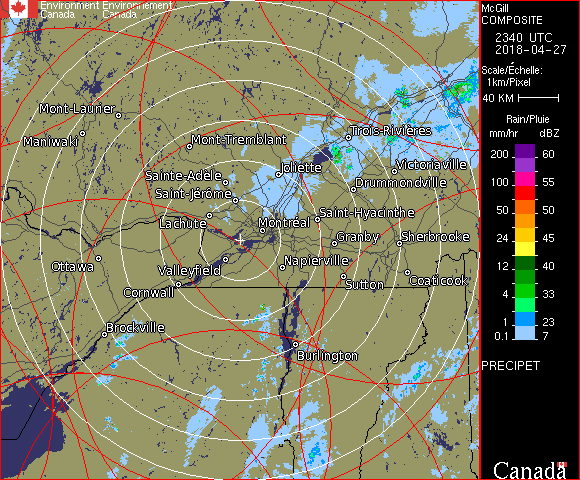 Environment Environnement
Canada Canada
McGill
COMPOSITE
2340 UTC
2018-04-27
Scale/Échelle:
1km/Pixel
40 KM
Rain/Pluie
mm/hr dBZ
200 60
100 55
50 50
24 45
12 40
4 33
1 23
0.1 7
PRECIPET
Canada
Mont-Laurier
Maniwaki
Mont-Tremblant
Trois-Rivières
Victoriaville
Joliette
Sainte-Adèle
Drummondville
Saint-Jérôme
Saint-Hyacinthe
Lachute
Montréal
Granby
Sherbrooke
Ottawa
Valleyfield
Napierville
Sutton
Coaticook
Cornwall
Brockville
Burlington